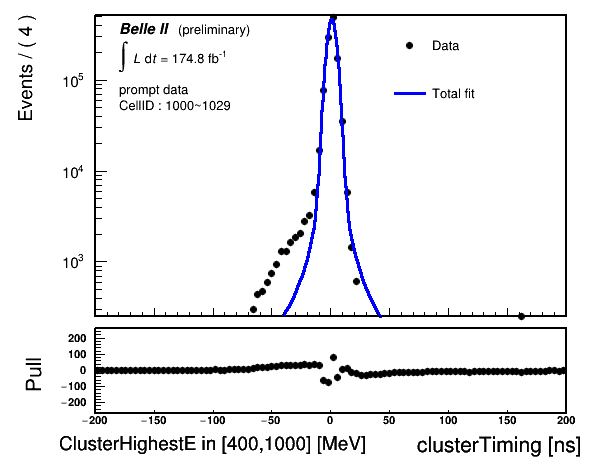 Belle II (preliminary)
∫ L dt = 174.8 fb⁻¹
prompt data
CellID : 1000~1029
Data
Total fit
Events / ( 4 )
10⁵
10⁴
10³
Pull
200
100
0
−100
−200
−200 −150 −100 −50 0 50 100 150 200
ClusterHighestE in [400,1000] [MeV] clusterTiming [ns]